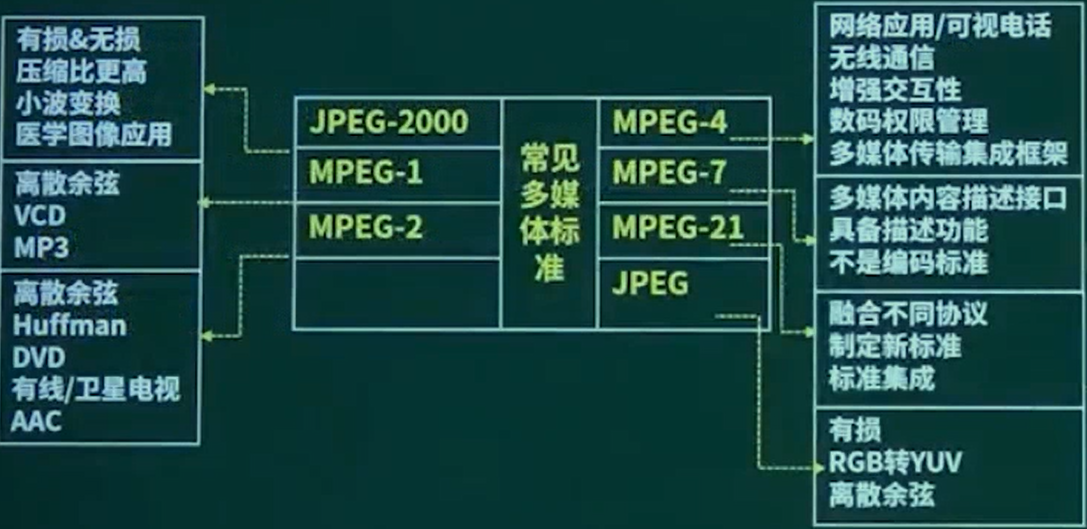 有损&无损
压缩比更高
小波变换
医学图像应用
离散余弦
VCD
MP3
离散余弦
Huffman
DVD
有线/卫星电视
AAC
JPEG-2000
MPEG-1
MPEG-2
常见
多媒
体标
准
MPEG-4
MPEG-7
MPEG-21
JPEG
网络应用/可视电话
无线通信
增强交互性
数码权限管理
多媒体传输集成框架
多媒体内容描述接口
具备描述功能
不是编码标准
融合不同协议
制定新标准
标准集成
有损
RGB转YUV
离散余弦